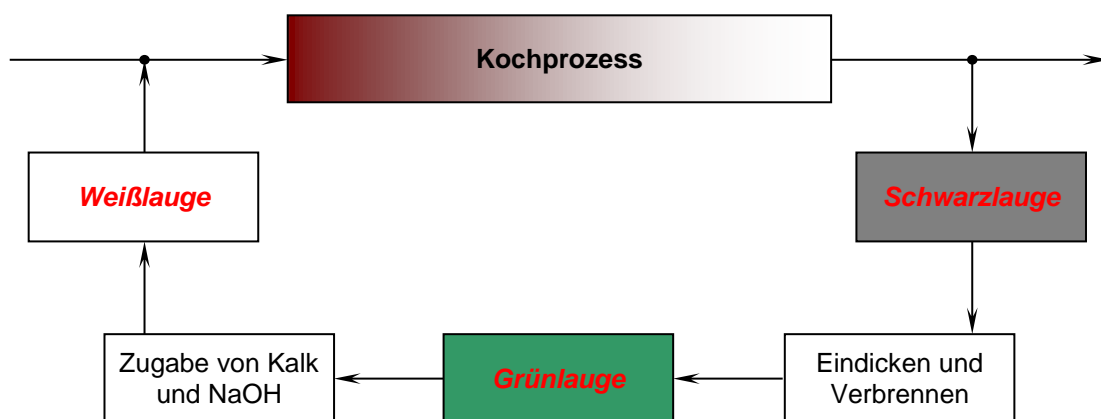 Kochprozess
Weißlauge
Schwarzlauge
Zugabe von Kalk
und NaOH
Grünlauge
Eindicken und
Verbrennen